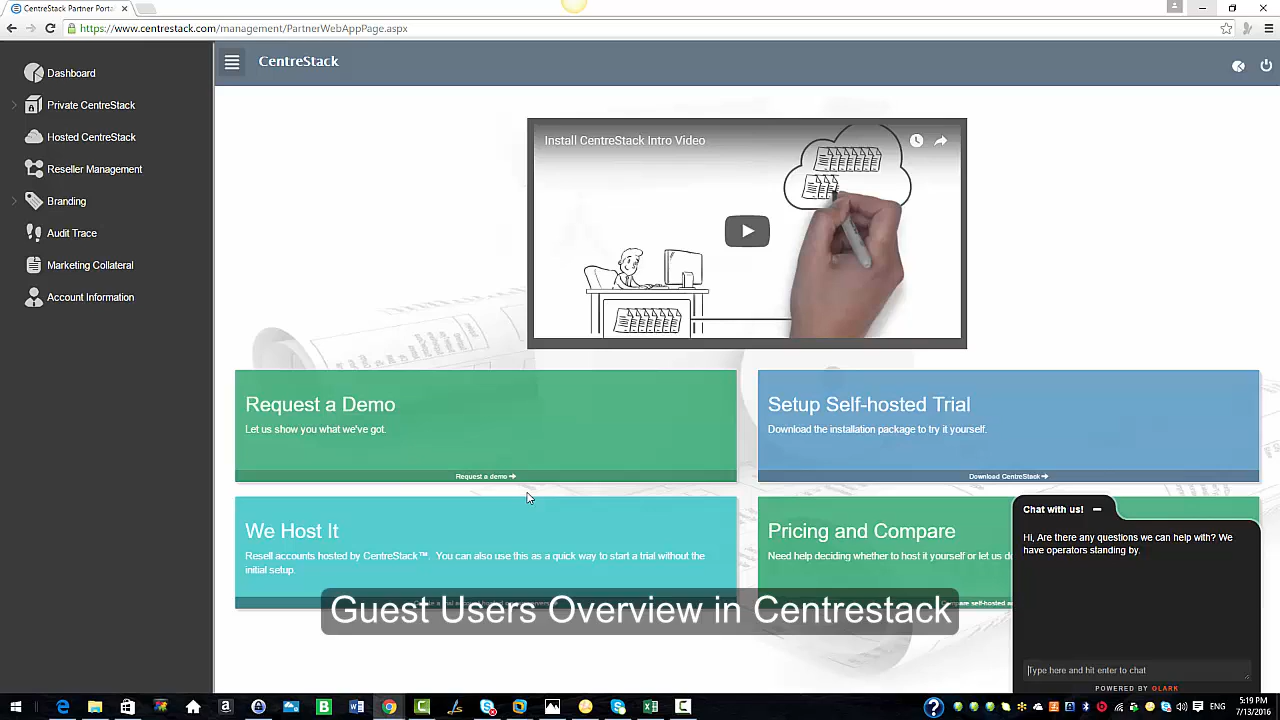 CentreStack Partner Portal
https://www.centrestack.com/management/PartnerWebAppPage.aspx
CentreStack
Dashboard
Private CentreStack
Hosted CentreStack
Reseller Management
Branding
Audit Trace
Marketing Collateral
Account Information
Install CentreStack Intro Video
Request a Demo
Let us show you what we've got.
Request a demo
Setup Self-hosted Trial
Download the installation package to try it yourself.
Download CentreStack
We Host It
Resell accounts hosted by CentreStack™. You can also use this as a quick way to start a trial without the
initial setup.
Pricing and Compare
Need help deciding whether to host it yourself or let us
Guest Users Overview in Centrestack
Chat with us!
Hi, Are there any questions we can help with? We
have operators standing by.
Type here and hit enter to chat
POWERED BY OLARK
ENG
5:19 PM
7/13/2016